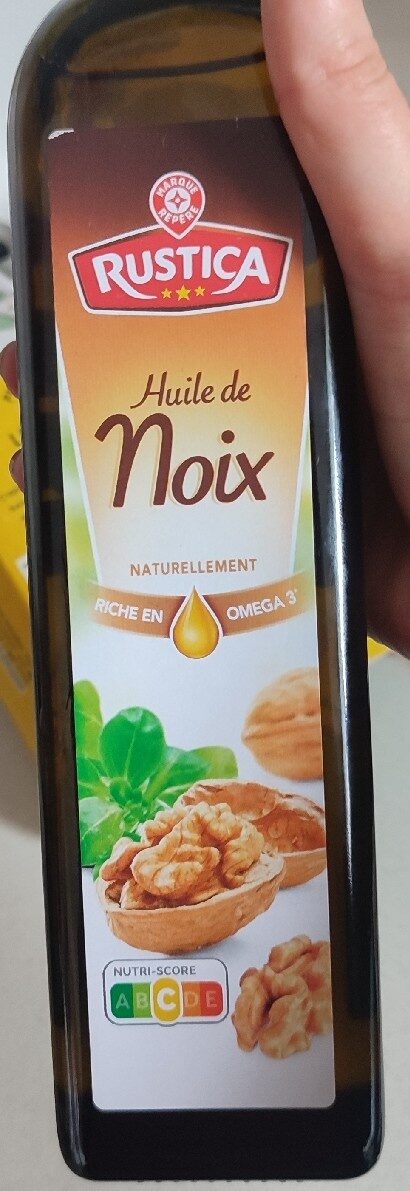 MARQUE
REPÈRE
RUSTICA
Huile de
Noix
NATURELLEMENT
RICHE EN OMEGA 3*
NUTRI-SCORE
A B C D E